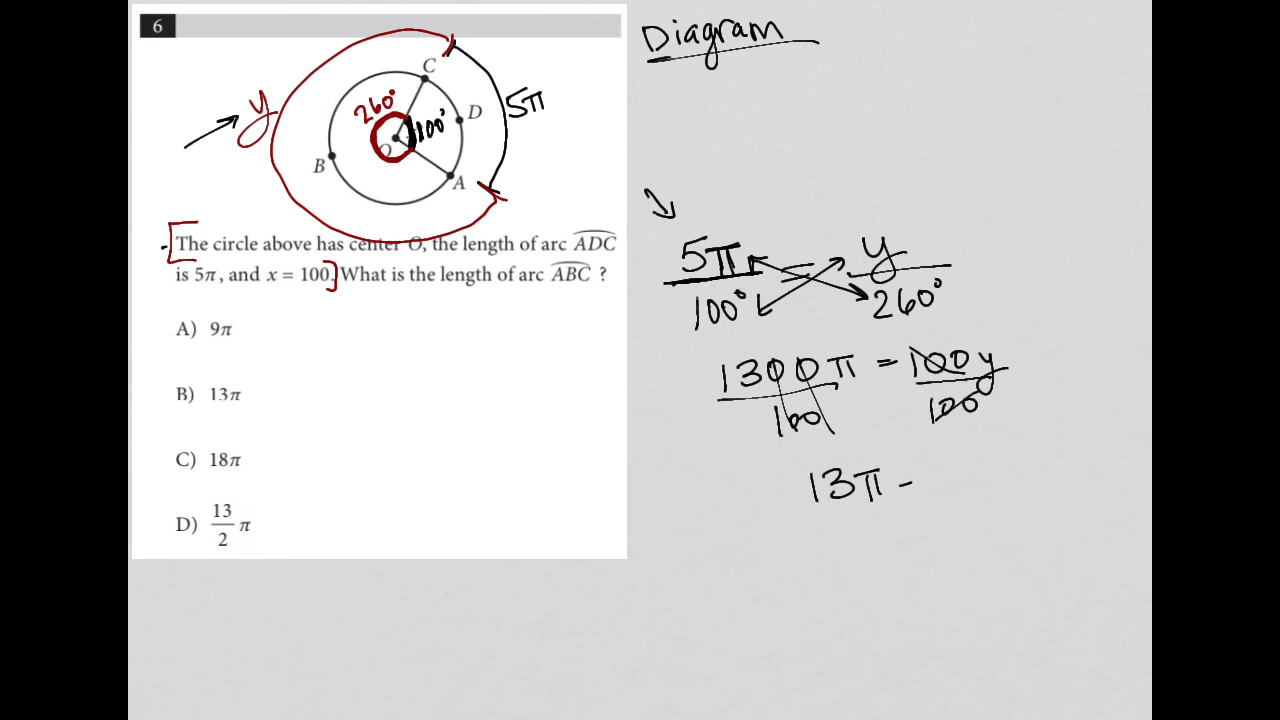 6
Diagram
C
5π
260°
y
100°
D
O
B
A
The circle above has center O, the length of arc ADC
is 5π, and x = 100. What is the length of arc ABC ?
A) 9π
B) 13π
C) 18π
D) 13/2 π
5π/100° = y/260°
1300π/100 = 100y/100
13π -